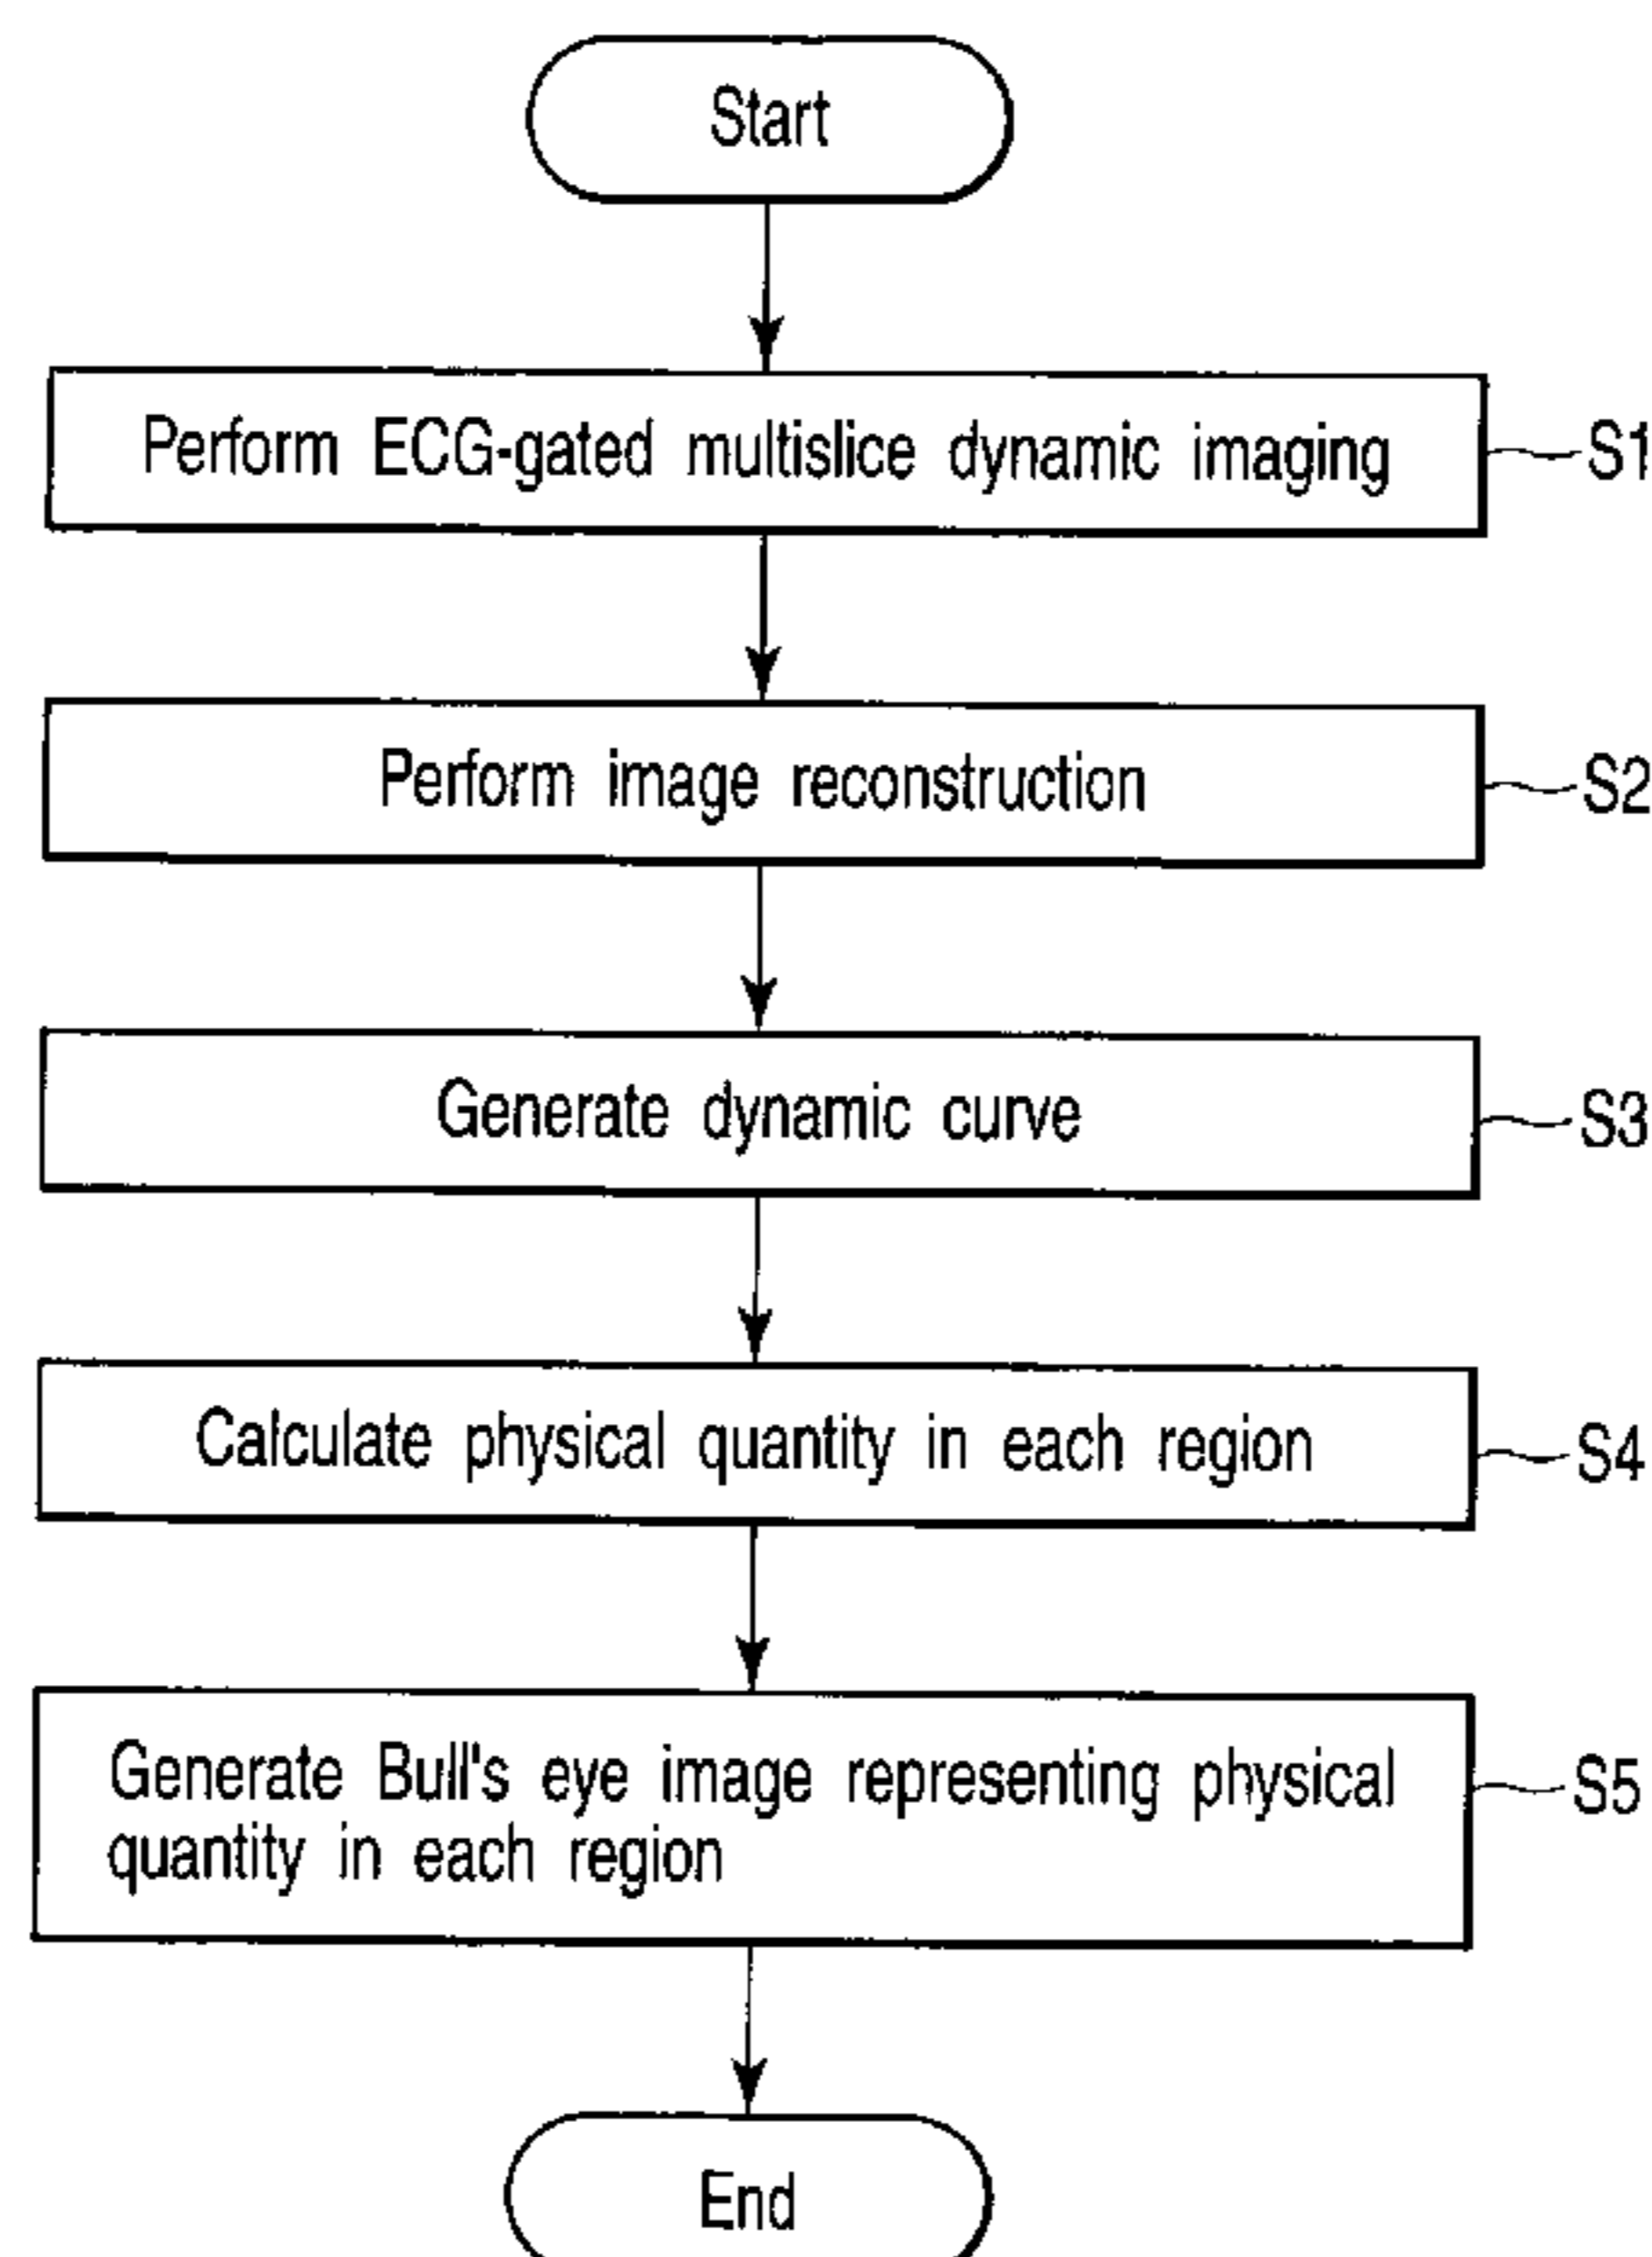 Start
Perform ECG-gated multislice dynamic imaging
S1
Perform image reconstruction
S2
Generate dynamic curve
S3
Calculate physical quantity in each region
S4
Generate Bull's eye image representing physical
quantity in each region
S5
End